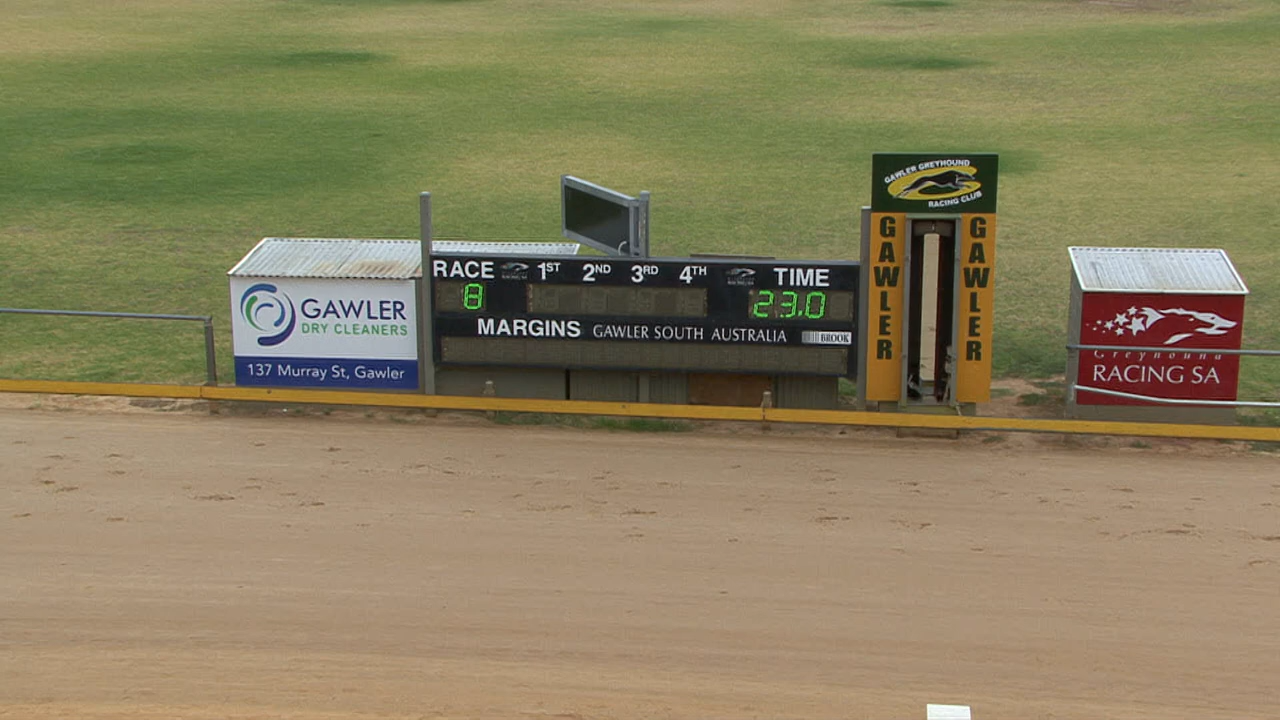 GAWLER GREYHOUND
RACING CLUB
GAWLER
GAWLER
RACE 1ST 2ND 3RD 4TH TIME
8 23.0
MARGINS GAWLER SOUTH AUSTRALIA BROOK
GAWLER
DRY CLEANERS
137 Murray St, Gawler
Greyhound
RACING SA